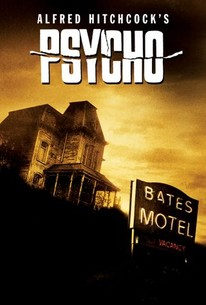 ALFRED HITCHCOCK'S
PSYCHO
BATES
MOTEL
VACANCY